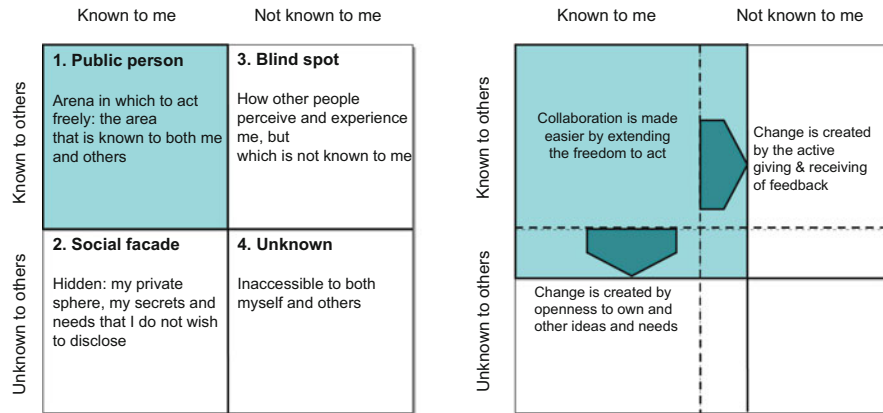 Known to me
Not known to me
Known to others
Unknown to others
1. Public person
Arena in which to act
freely: the area
that is known to both me
and others
3. Blind spot
How other people
perceive and experience
me, but
which is not known to me
2. Social facade
Hidden: my private
sphere, my secrets and
needs that I do not wish
to disclose
4. Unknown
Inaccessible to both
myself and others
Known to me
Not known to me
Known to others
Unknown to others
Collaboration is made
easier by extending
the freedom to act
Change is created
by the active
giving & receiving
of feedback
Change is created by
openness to own and
other ideas and needs